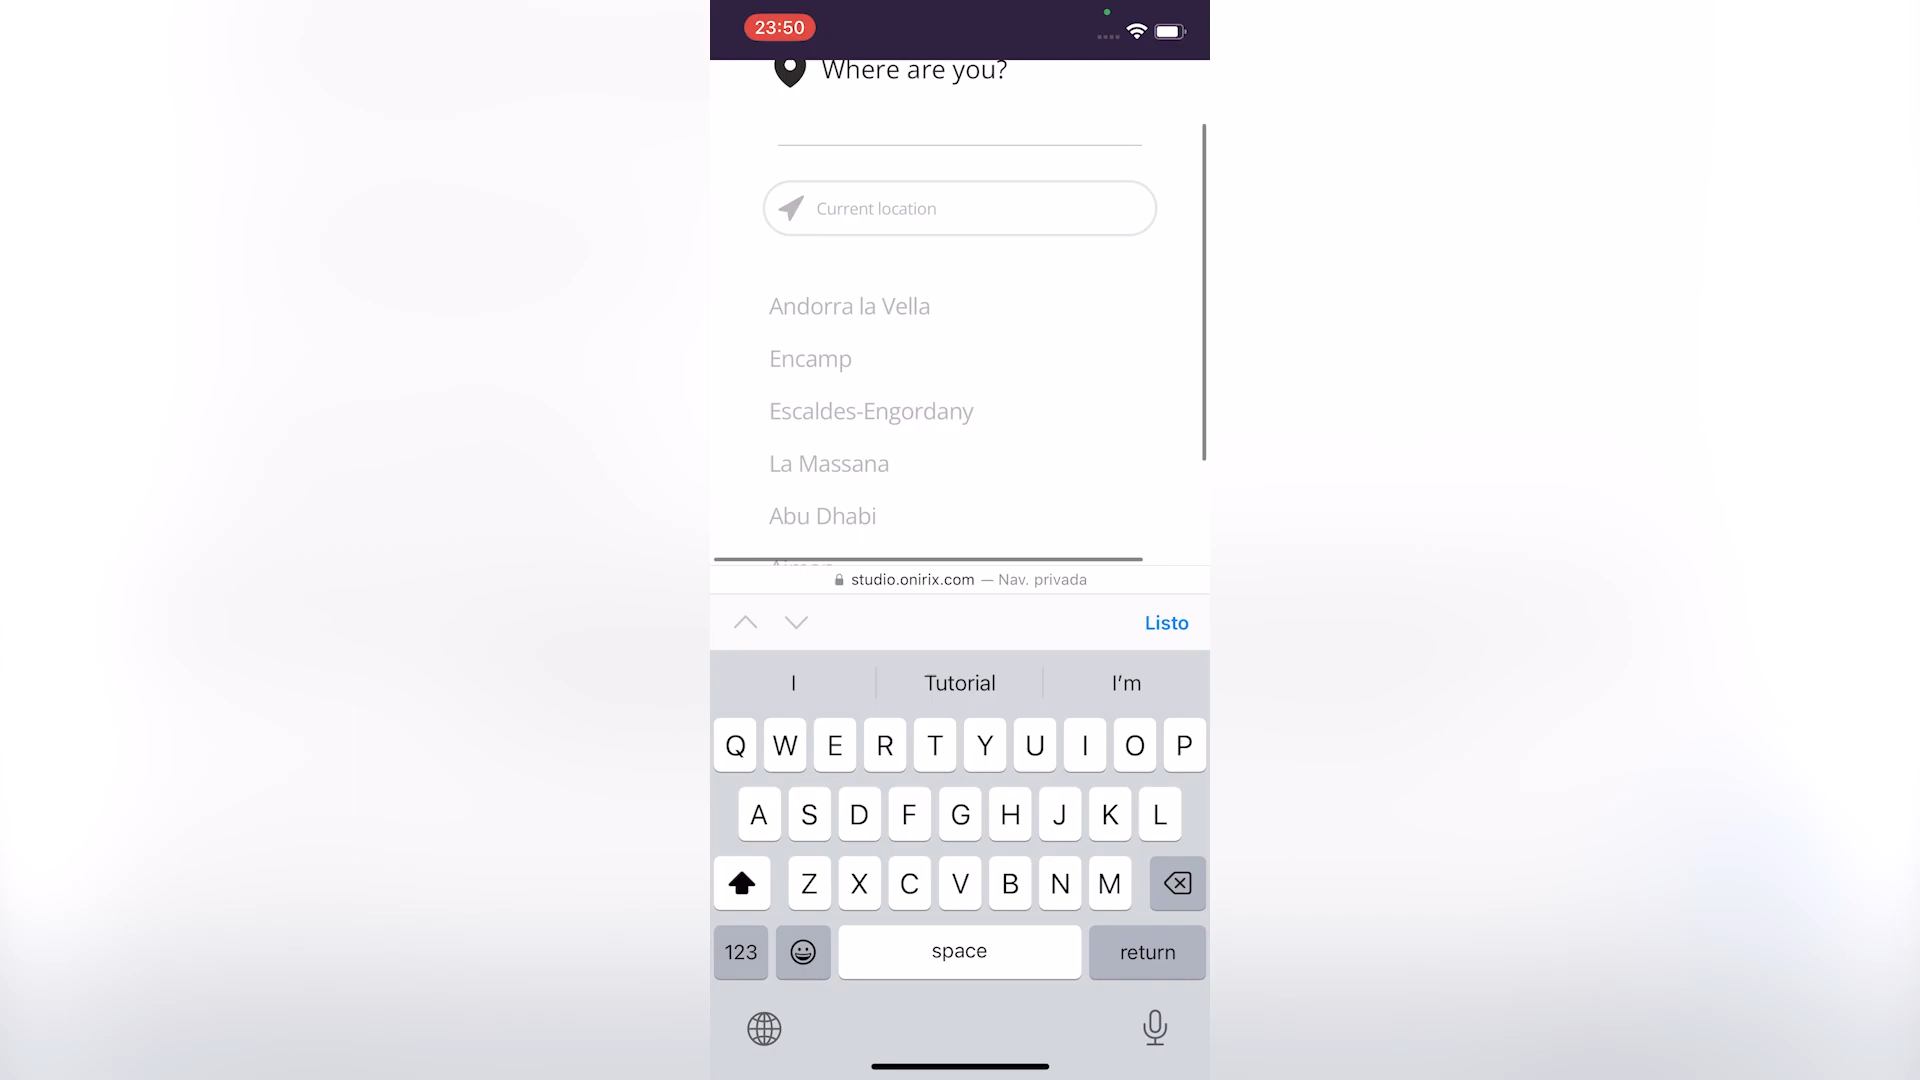 23:50
Where are you?
Current location
Andorra la Vella
Encamp
Escaldes-Engordany
La Massana
Abu Dhabi
studio.onirix.com — Nav. privada
Listo
I Tutorial I'm
Q W E R T Y U I O P
A S D F G H J K L
Z X C V B N M
123 space return